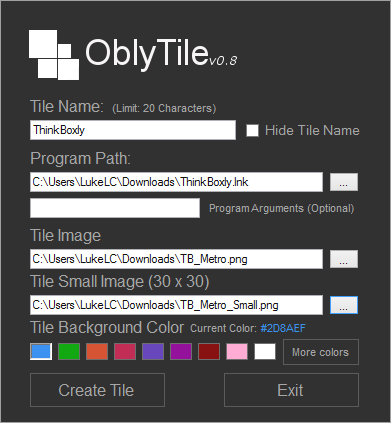 OblyTile v0.8
Tile Name: (Limit: 20 Characters)
ThinkBoxly Hide Tile Name
Program Path:
C:\Users\LukeLC\Downloads\ThinkBoxly.lnk ...
Program Arguments (Optional)
Tile Image
C:\Users\LukeLC\Downloads\TB_Metro.png ...
Tile Small Image (30 x 30)
C:\Users\LukeLC\Downloads\TB_Metro_Small.png ...
Tile Background Color Current Color: #2D8AEF
More colors
Create Tile Exit